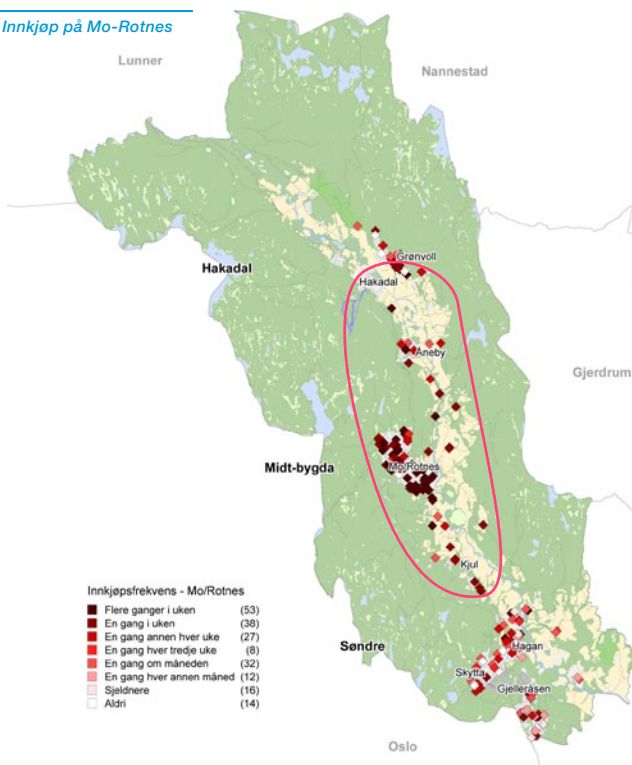 Innkjøp på Mo-Rotnes
Lunner
Nannestad
Grønvoll
Hakadal
Hakadal
Åneby
Gjerdrum
Midt-bygda
Mo/Rotnes
Kjul
Innkjøpsfrekvens - Mo/Rotnes
Flere ganger i uken (53)
En gang i uken (38)
En gang annen hver uke (27)
En gang hver tredje uke (8)
En gang om måneden (32)
En gang hver annen måned (12)
Sjeldnere (16)
Aldri (14)
Søndre
Hagan
Skytta
Gjelleråsen
Oslo